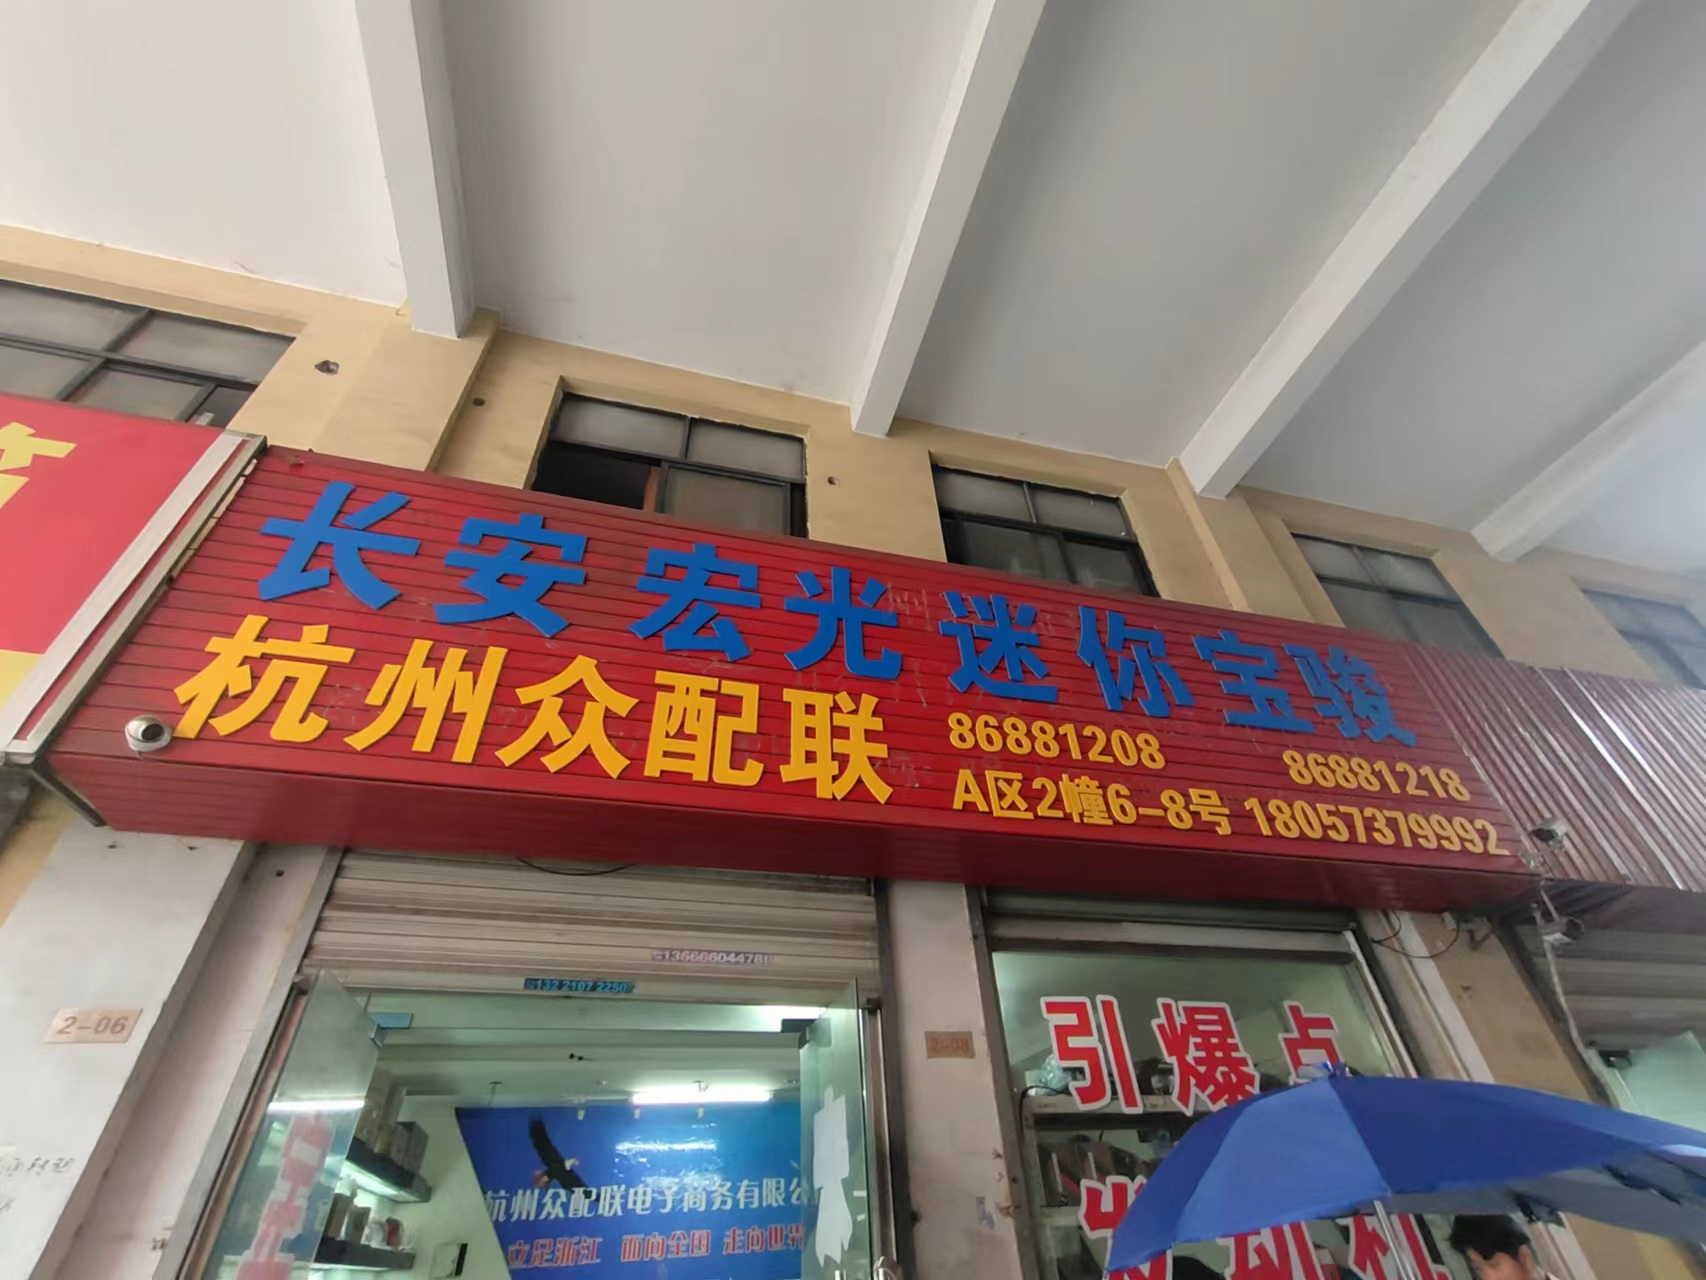 长安 宏光 迷你 宝骏
杭州众配联
86881208
86881218
A区2幢6-8号 18057379992
13666604478
132 2107 2250
2-06
2-08
引爆点
发动机
杭州众配联电子商务有限公
立足浙江 面向全国 走向世界